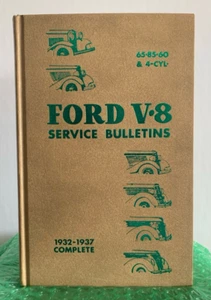 65-85-60
& 4-CYL.
FORD V·8
SERVICE BULLETINS
1932-1937
COMPLETE